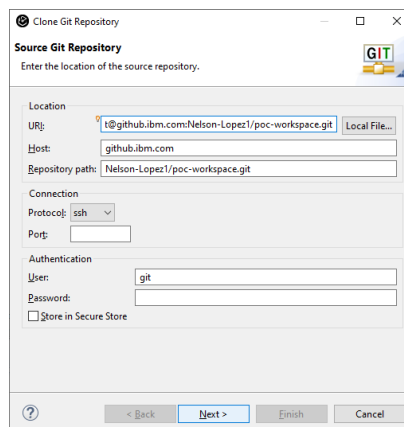 Clone Git Repository
Source Git Repository
Enter the location of the source repository.
GIT
Location
URI: t@github.ibm.com:Nelson-Lopez1/poc-workspace.git Local File...
Host: github.ibm.com
Repository path: Nelson-Lopez1/poc-workspace.git
Connection
Protocol: ssh
Port:
Authentication
User: git
Password:
Store in Secure Store
? < Back Next > Finish Cancel